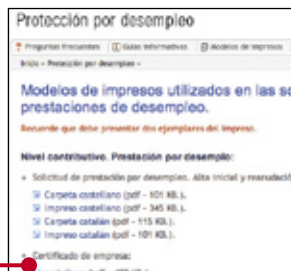 Protección por desempleo
Preguntas frecuentes Guías informativas Modelos de impresos
Inicio - Protección por desempleo -
Modelos de impresos utilizados en las so
prestaciones de desempleo.
Recuerde que debe presentar dos ejemplares del impreso.
Nivel contributivo. Prestación por desemplo:
Solicitud de prestación por desempleo. Alta inicial y reanudació
Carpeta castellano (pdf - 101 KB.).
Impreso castellano (pdf - 345 KB.).
Carpeta catalán (pdf - 115 KB.).
Impreso catalán (pdf - 101 KB.).
Certificado de empresa: